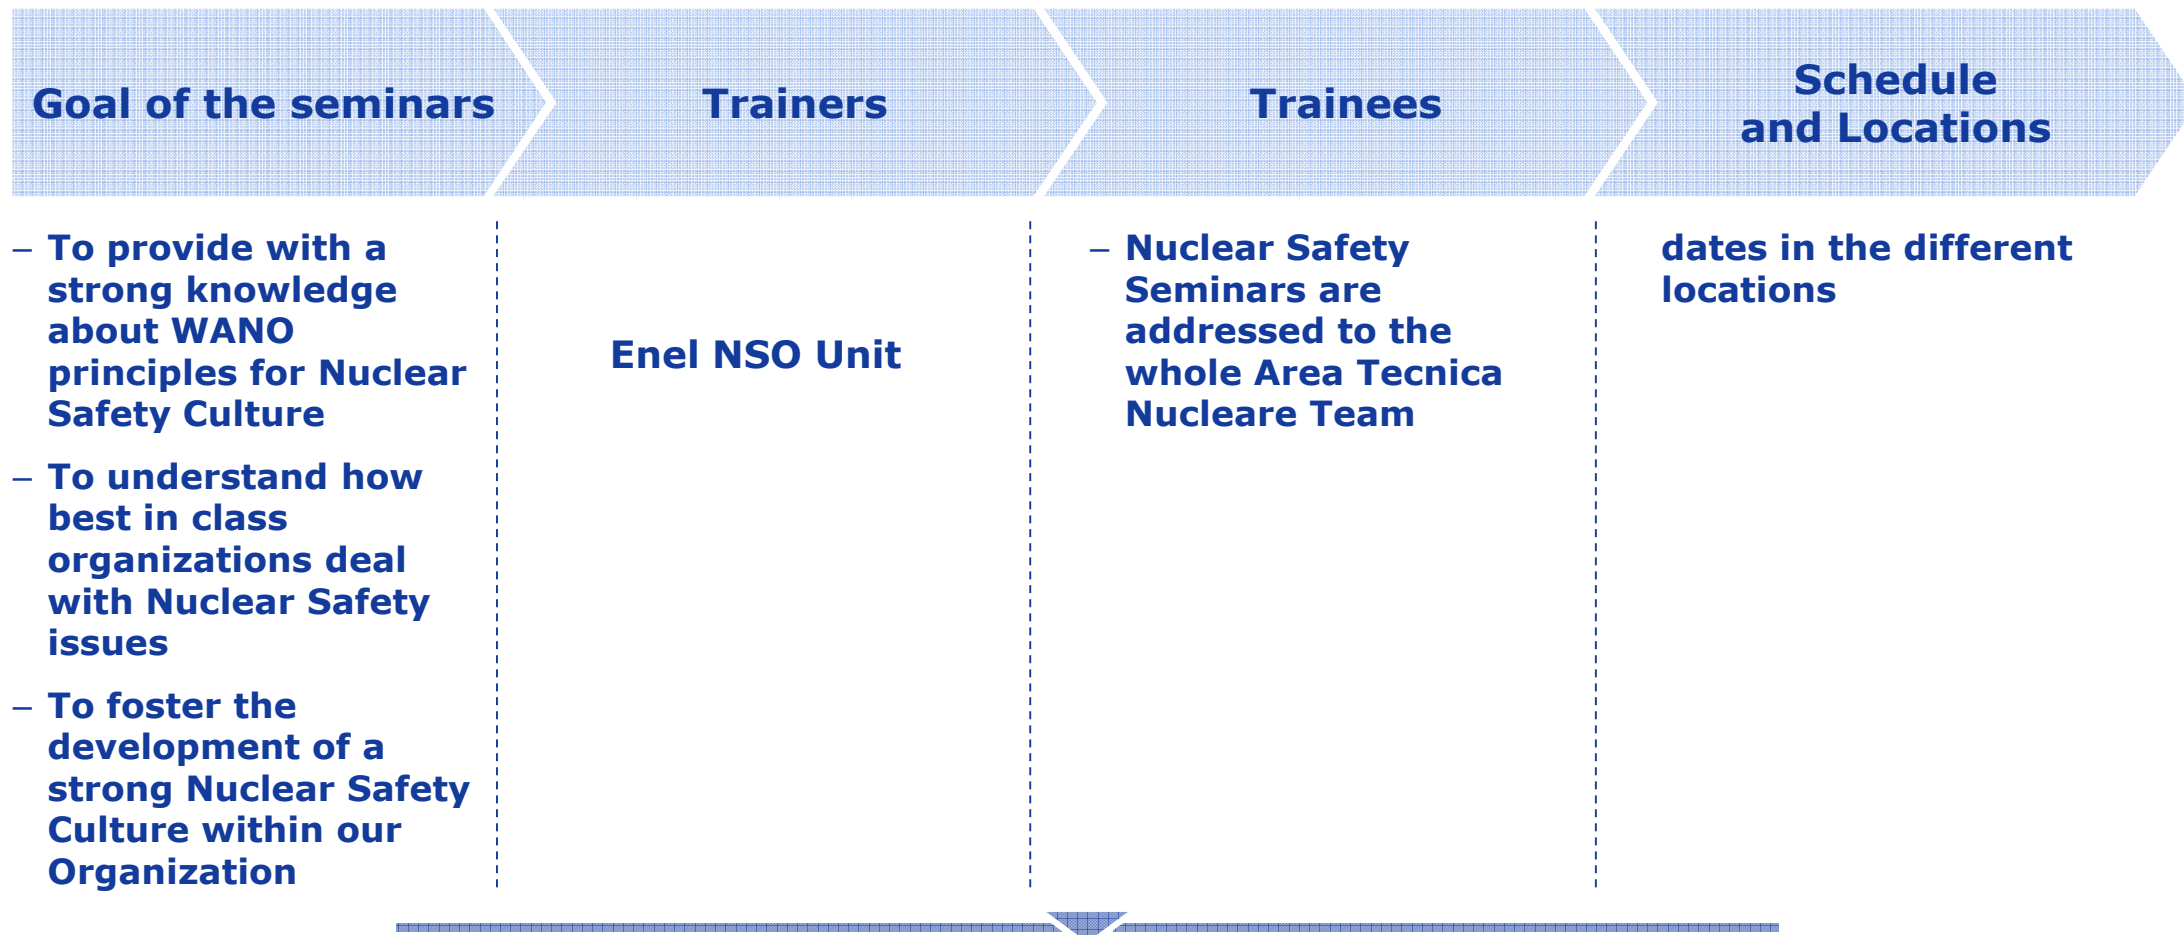 Goal of the seminars
Trainers
Trainees
Schedule
and Locations
– To provide with a
strong knowledge
about WANO
principles for Nuclear
Safety Culture
– To understand how
best in class
organizations deal
with Nuclear Safety
issues
– To foster the
development of a
strong Nuclear Safety
Culture within our
Organization
Enel NSO Unit
– Nuclear Safety
Seminars are
addressed to the
whole Area Tecnica
Nucleare Team
dates in the different
locations